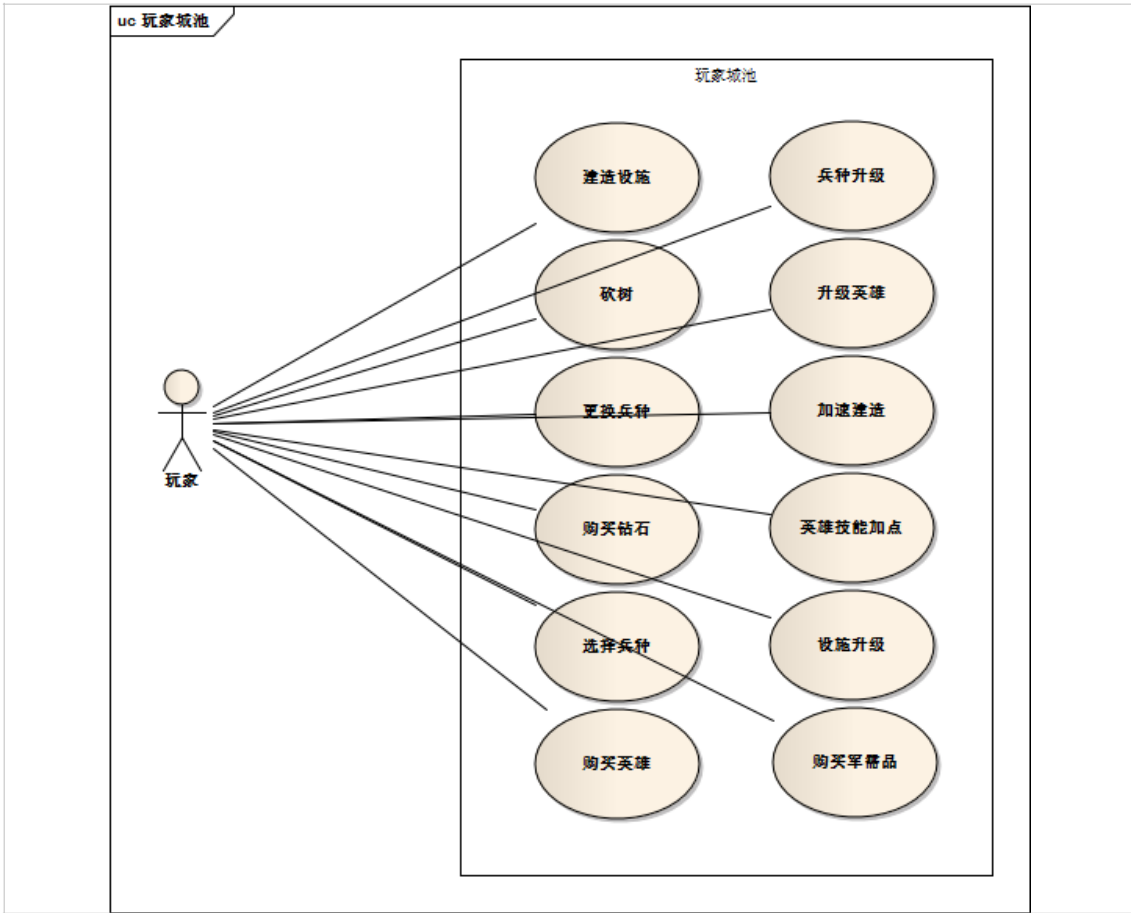 uc 玩家城池
玩家城池
建造设施
兵种升级
砍树
升级英雄
更换兵种
加速建造
玩家
购买钻石
英雄技能加点
选择兵种
设施升级
购买英雄
购买军需品